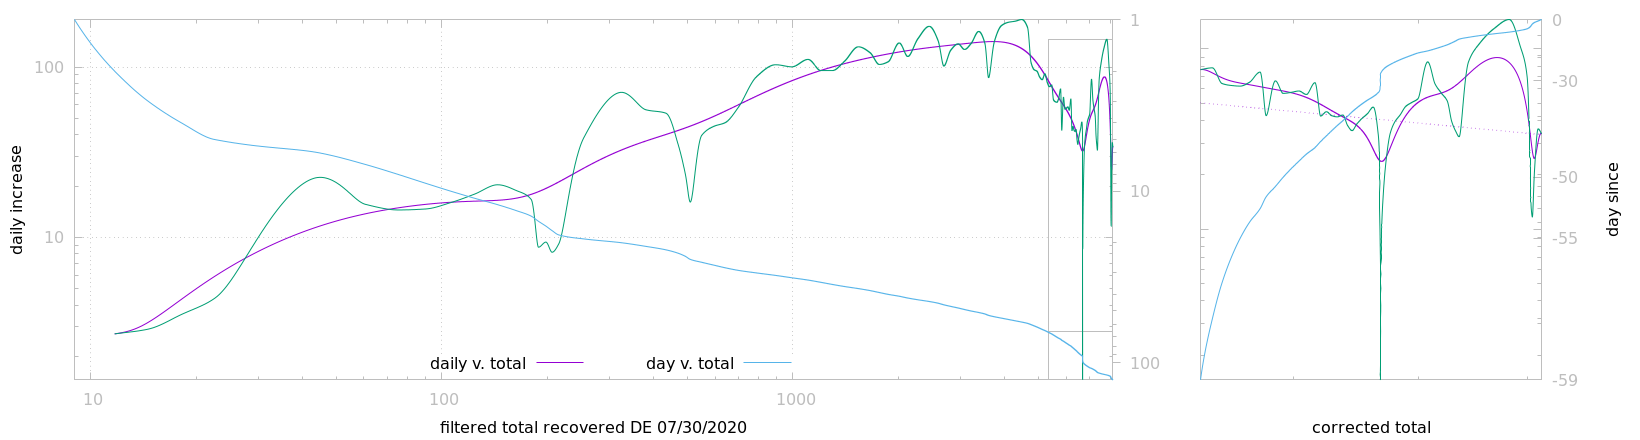 1
0
100
-30
10
-50
daily increase
day since
10
-55
daily v. total
day v. total
100
-59
10
100
1000
filtered total recovered DE 07/30/2020
corrected total